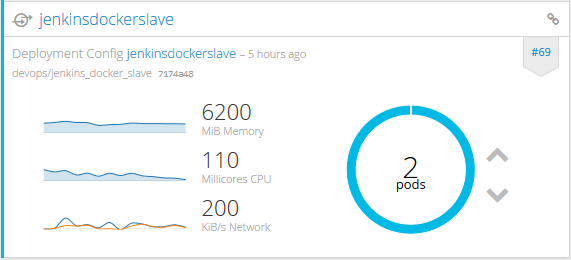 jenkinsdockerslave
Deployment Config jenkinsdockerslave – 5 hours ago
#69
devops/jenkins_docker_slave 7174a48
6200
MiB Memory
110
Millicores CPU
200
KiB/s Network
2
pods